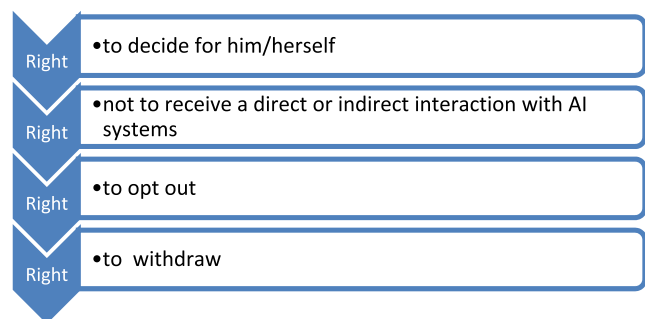 Right
•to decide for him/herself
Right
•not to receive a direct or indirect interaction with AI
systems
Right
•to opt out
Right
•to withdraw